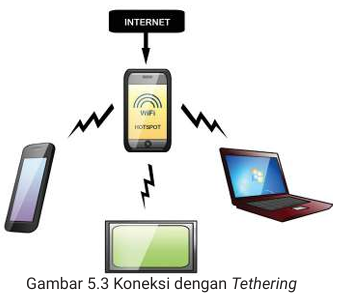 INTERNET
WiFi
HOTSPOT
Gambar 5.3 Koneksi dengan Tethering